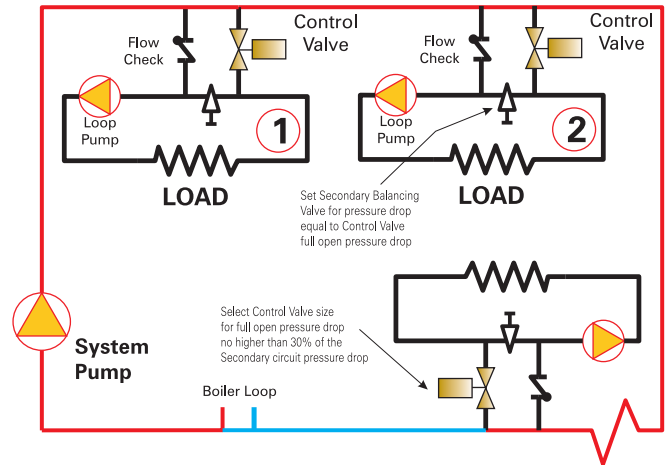 Flow
Check
Control
Valve
Loop
Pump
1
LOAD
Flow
Check
Control
Valve
Loop
Pump
2
LOAD
Set Secondary Balancing
Valve for pressure drop
equal to Control Valve
full open pressure drop
System
Pump
Select Control Valve size
for full open pressure drop
no higher than 30% of the
Secondary circuit pressure drop
Boiler Loop